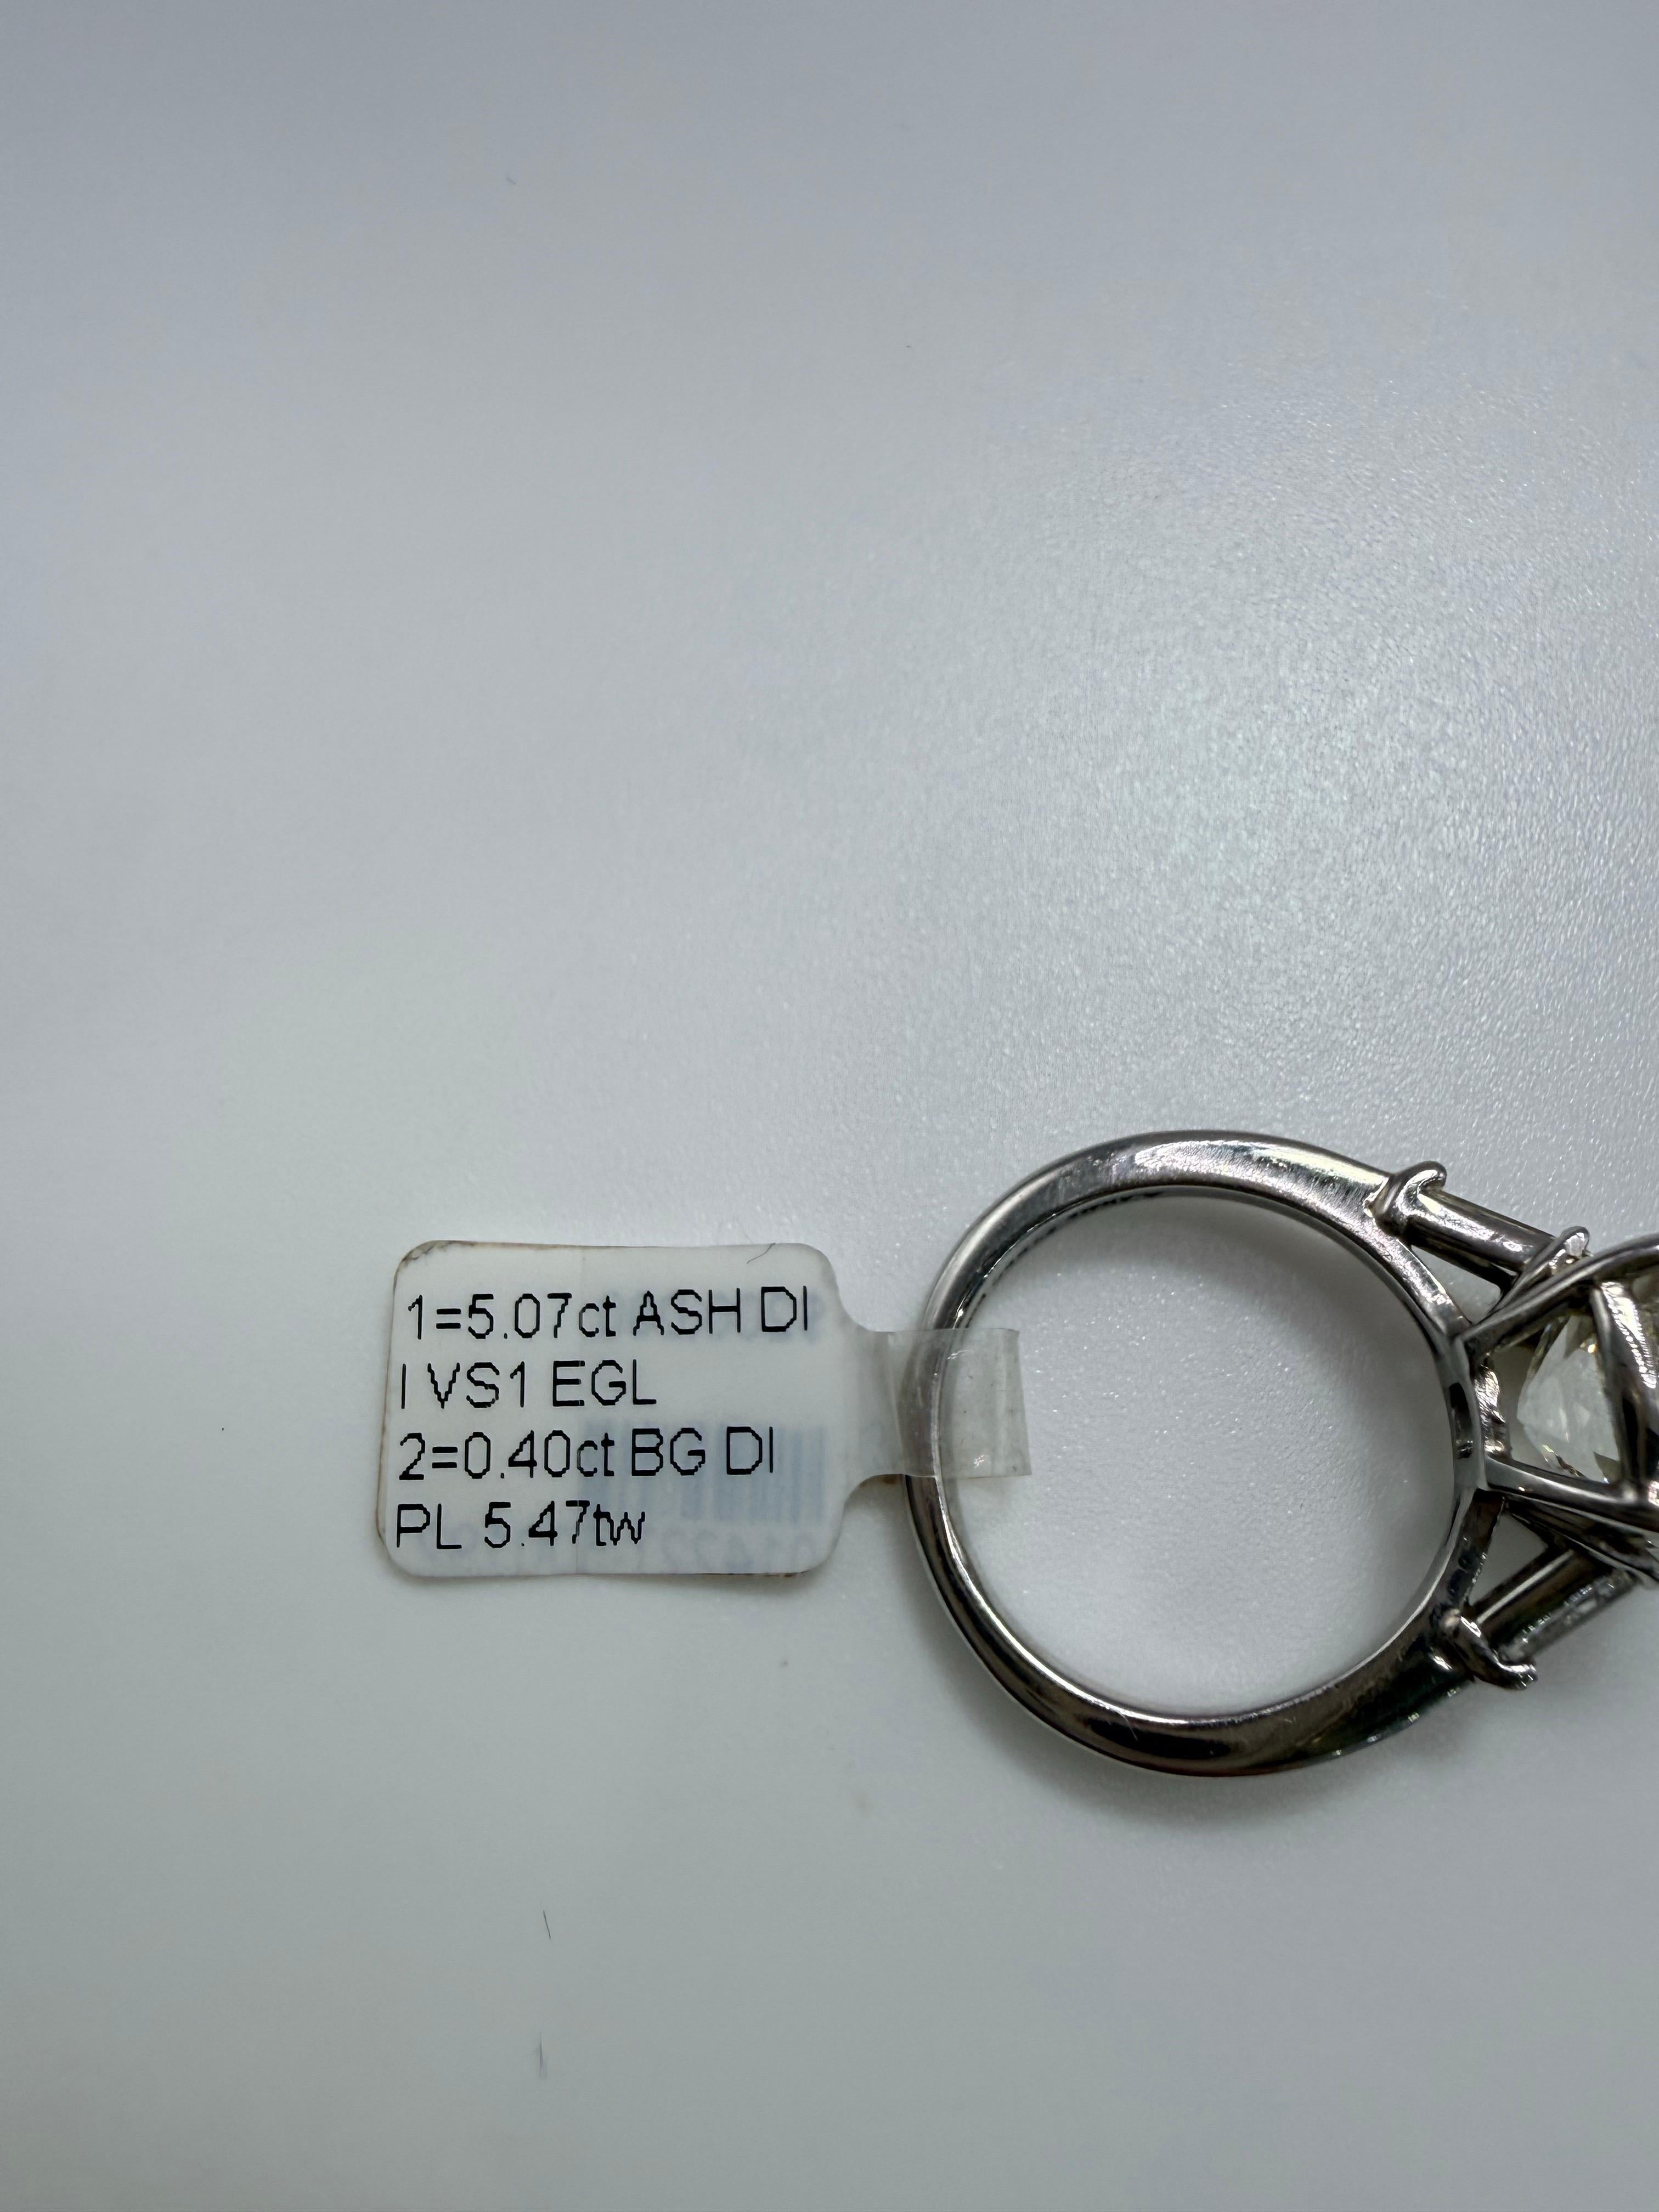 1=5.07ct ASH DI
I VS1 EGL
2=0.40ct BG DI
PL 5.47tw